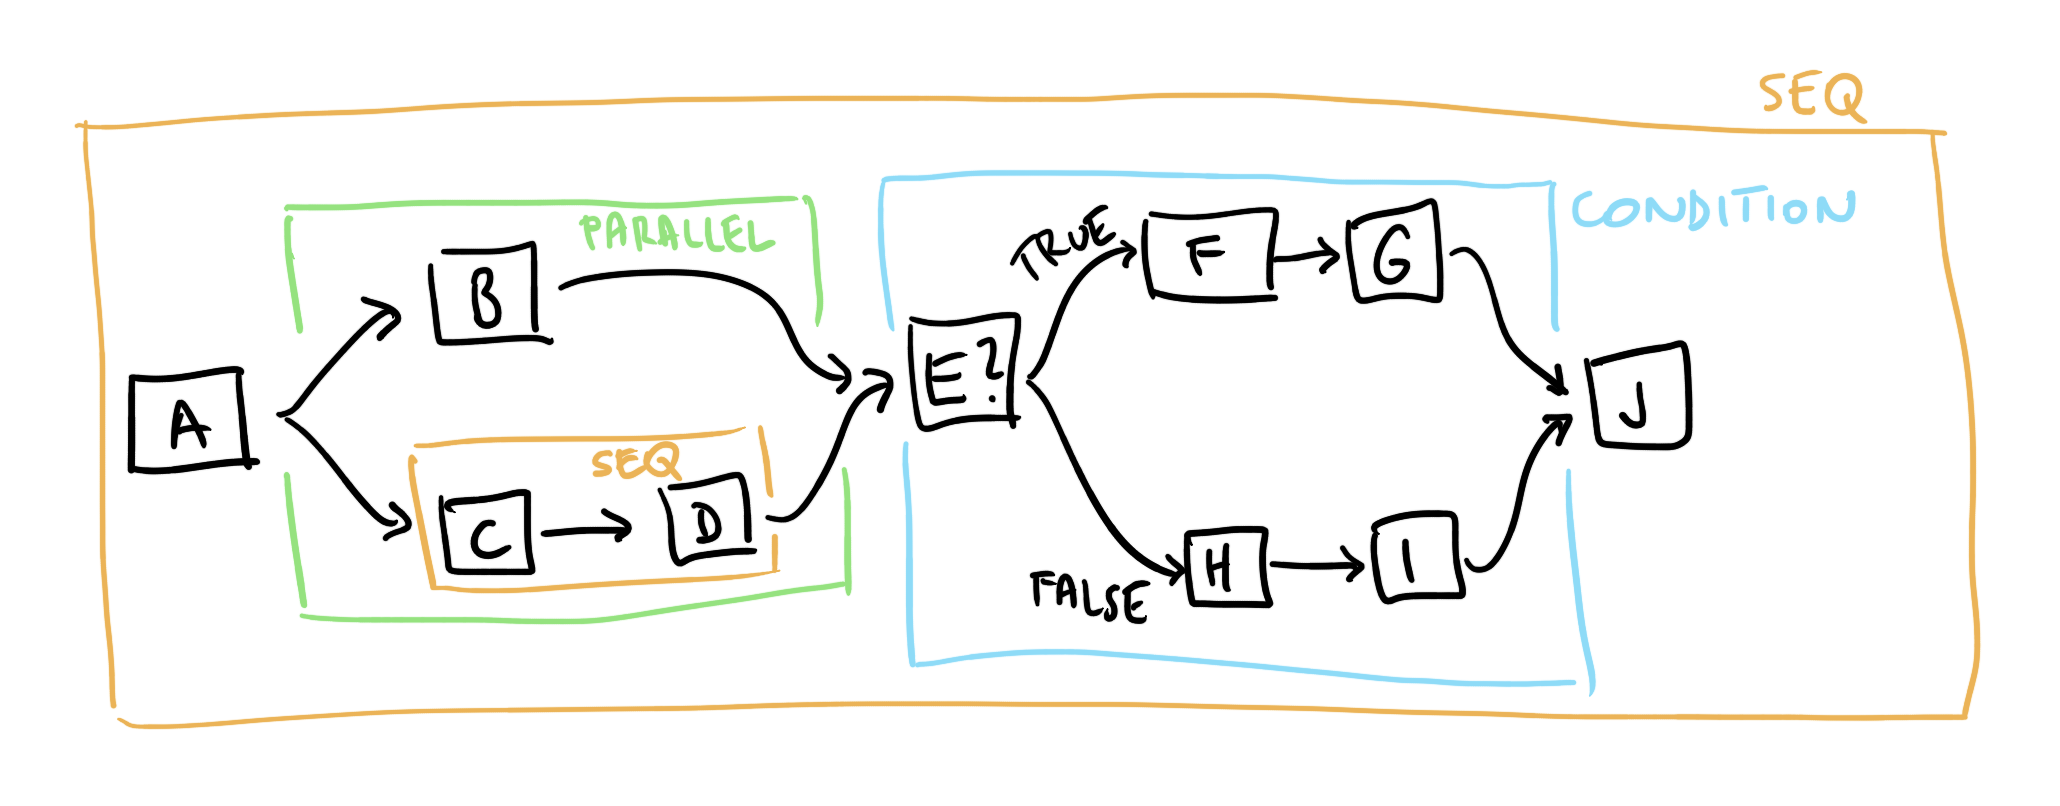 SEQ
PARALLEL
CONDITION
TRUE
A
B
SEQ
C
D
E?
F
G
FALSE
H
I
J